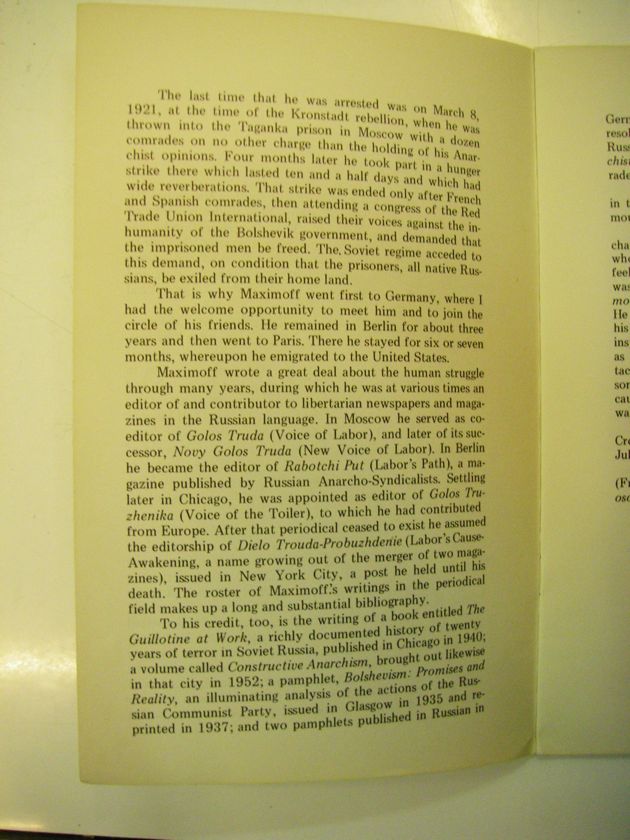 The last time that he was arrested was on March 8,
1921, at the time of the Kronstadt rebellion, when he was
thrown into the Taganka prison in Moscow with a dozen
comrades on no other charge than the holding of his Anar-
chist opinions. Four months later he took part in a hunger
strike there which lasted ten and a half days and which had
wide reverberations. That strike was ended only after French
and Spanish comrades, then attending a congress of the Red
Trade Union International, raised their voices against the in-
humanity of the Bolshevik government, and demanded that
the imprisoned men be freed. The Soviet regime acceded to
this demand, on condition that the prisoners, all native Rus-
sians, be exiled from their home land.
That is why Maximoff went first to Germany, where I
had the welcome opportunity to meet him and to join the
circle of his friends. He remained in Berlin for about three
years and then went to Paris. There he stayed for six or seven
months, whereupon he emigrated to the United States.
Maximoff wrote a great deal about the human struggle
through many years, during which he was at various times an
editor of and contributor to libertarian newspapers and maga-
zines in the Russian language. In Moscow he served as co-
editor of Golos Truda (Voice of Labor), and later of its suc-
cessor, Novy Golos Truda (New Voice of Labor). In Berlin
he became the editor of Rabotchi Put (Labor's Path), a ma-
gazine published by Russian Anarcho-Syndicalists. Settling
later in Chicago, he was appointed as editor of Golos Tru-
zhenika (Voice of the Toiler), to which he had contributed
from Europe. After that periodical ceased to exist he assumed
the editorship of Dielo Trouda-Probuzhdenie (Labor's Cause-
Awakening, a name growing out of the merger of two maga-
zines), issued in New York City, a post he held until his
death. The roster of Maximoff's writings in the periodical
field makes up a long and substantial bibliography.
To his credit, too, is the writing of a book entitled The
Guillotine at Work, a richly documented history of twenty
years of terror in Soviet Russia, published in Chicago in 1940;
a volume called Constructive Anarchism, brought out likewise
in that city in 1952; a pamphlet, Bolshevism: Promises and
Reality, an illuminating analysis of the actions of the Rus-
sian Communist Party, issued in Glasgow in 1935 and re-
printed in 1937; and two pamphlets published in Russian in